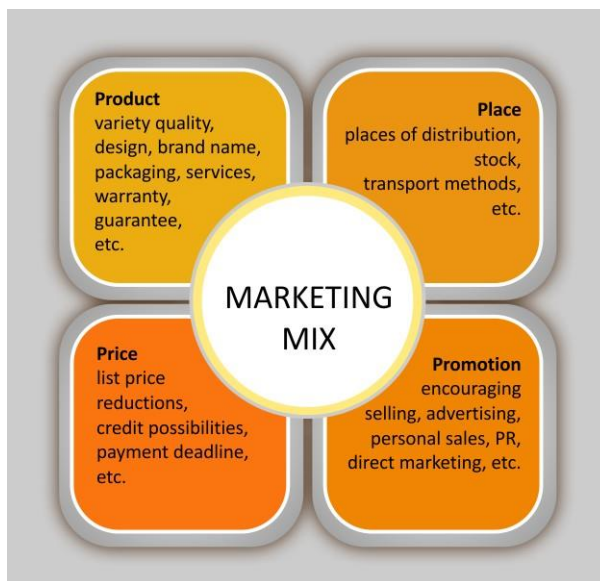 Product
variety quality,
design, brand name,
packaging, services,
warranty,
guarantee,
etc.
Place
places of distribution,
stock,
transport methods,
etc.
MARKETING
MIX
Price
list price
reductions,
credit possibilities,
payment deadline,
etc.
Promotion
encouraging
selling, advertising,
personal sales, PR,
direct marketing, etc.